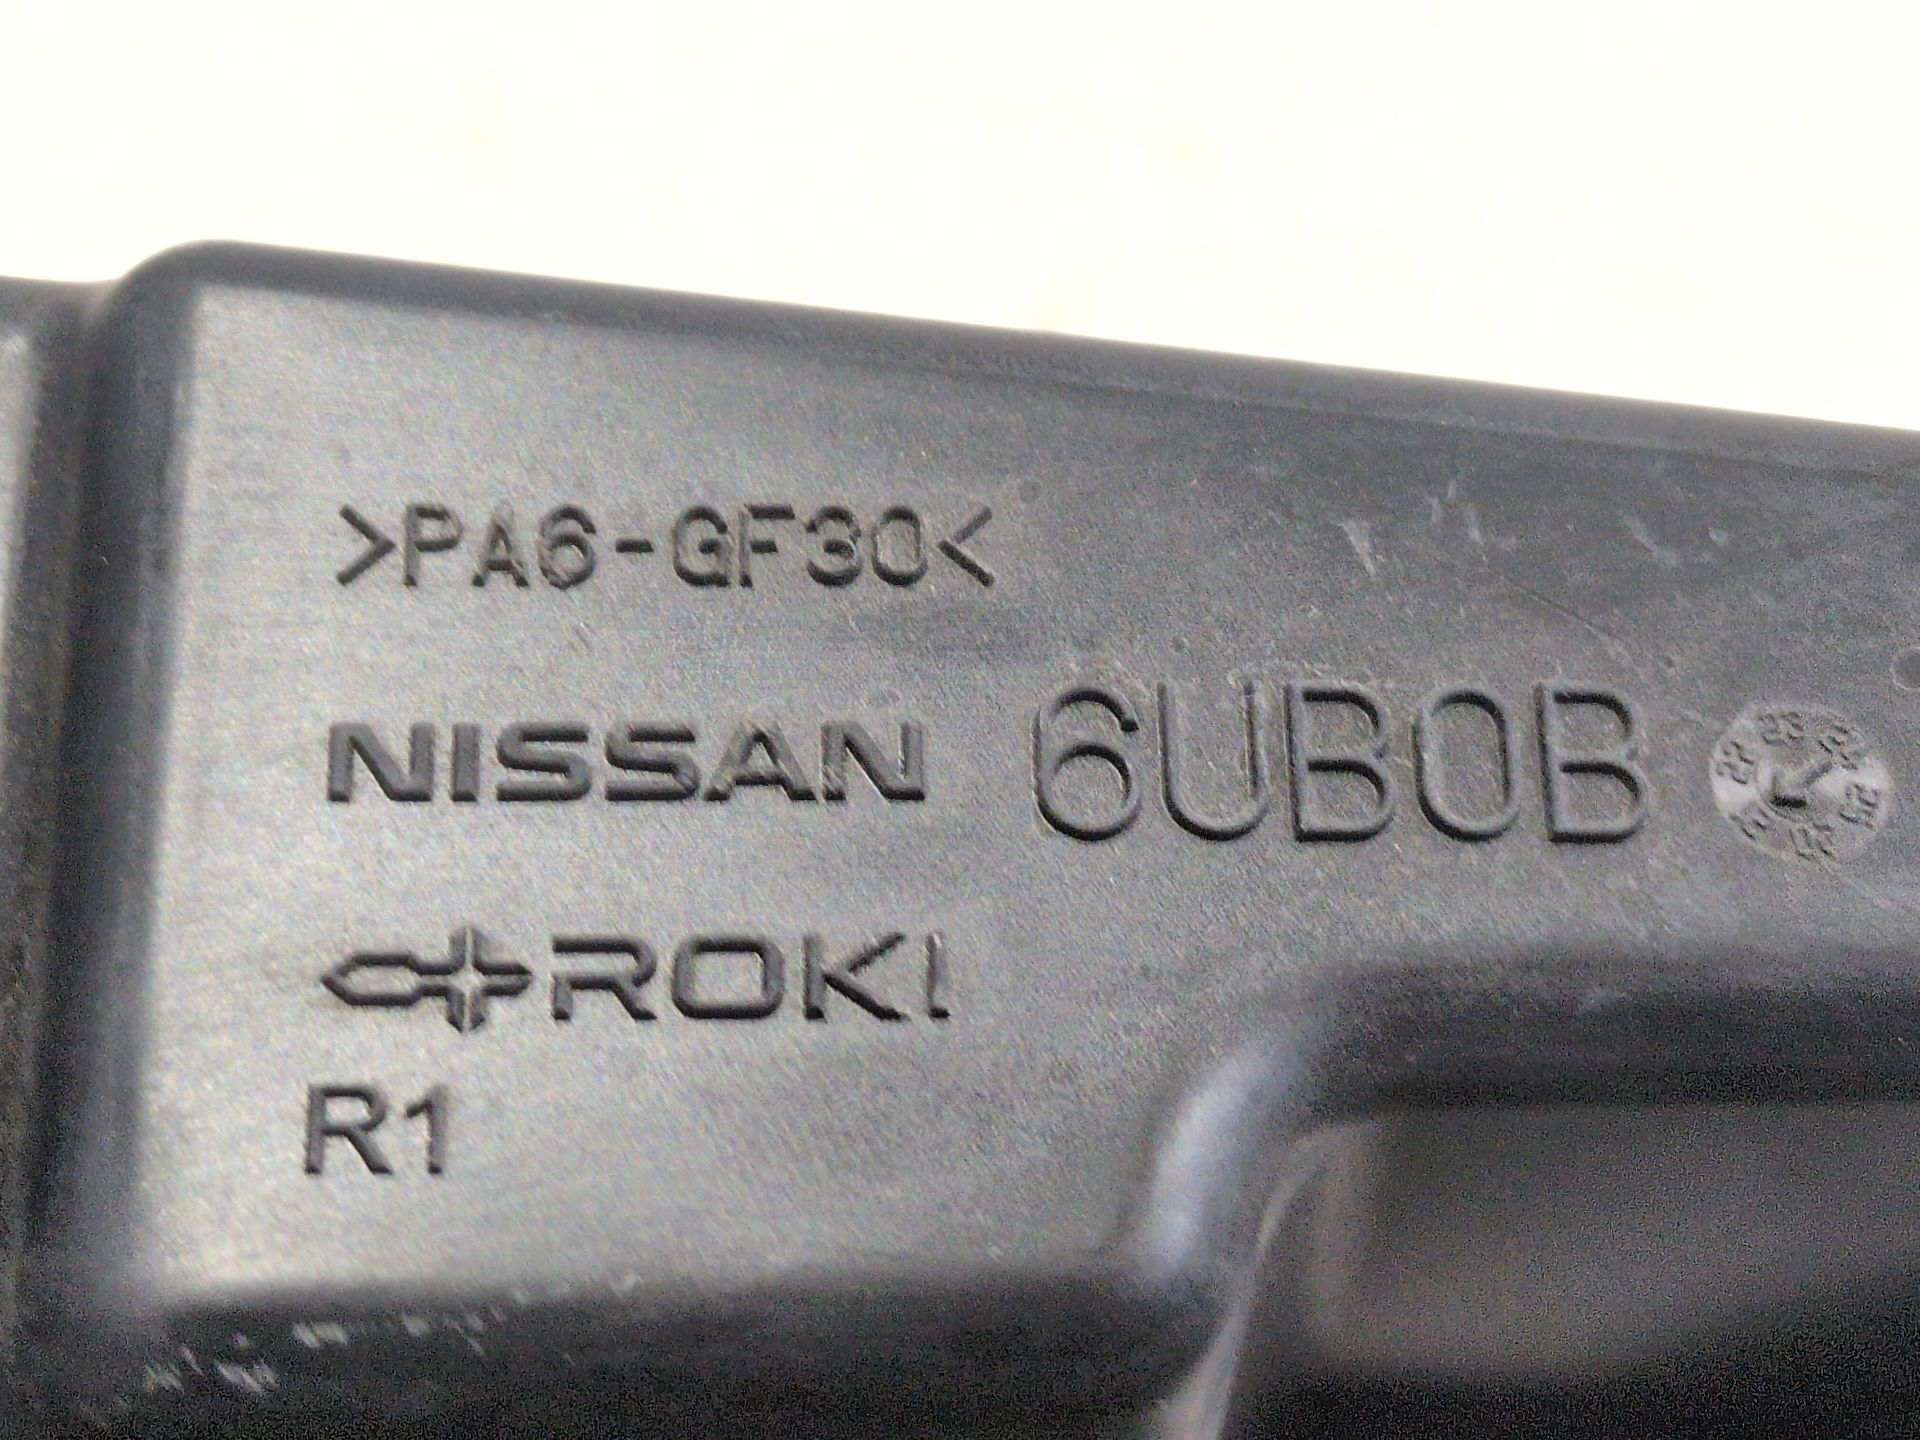 >PA6-GF30<
NISSAN 6UB0B
ROKI
R1